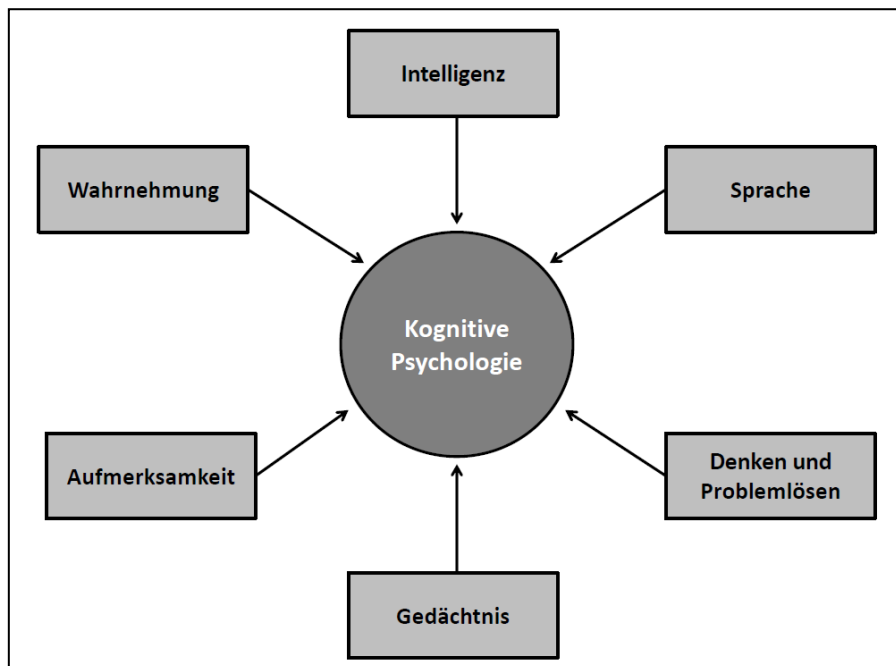 Intelligenz
Wahrnehmung
Sprache
Kognitive
Psychologie
Aufmerksamkeit
Denken und
Problemlösen
Gedächtnis